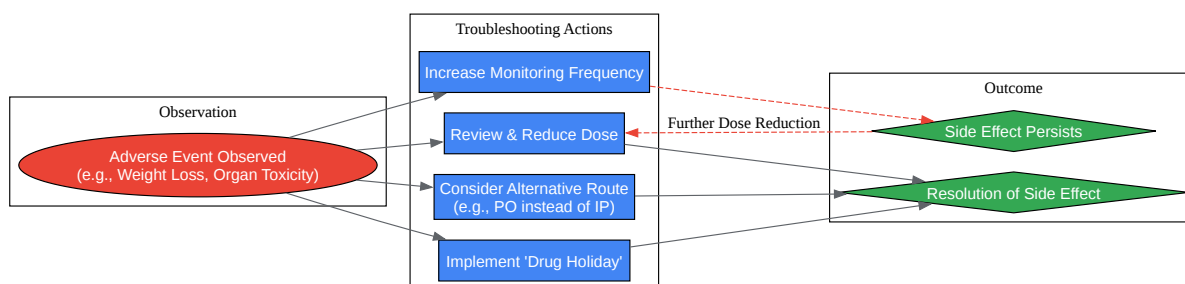 Observation
Adverse Event Observed
(e.g., Weight Loss, Organ Toxicity)
Troubleshooting Actions
Increase Monitoring Frequency
Review & Reduce Dose
Consider Alternative Route
(e.g., PO instead of IP)
Implement 'Drug Holiday'
Further Dose Reduction
Outcome
Side Effect Persists
Resolution of Side Effect